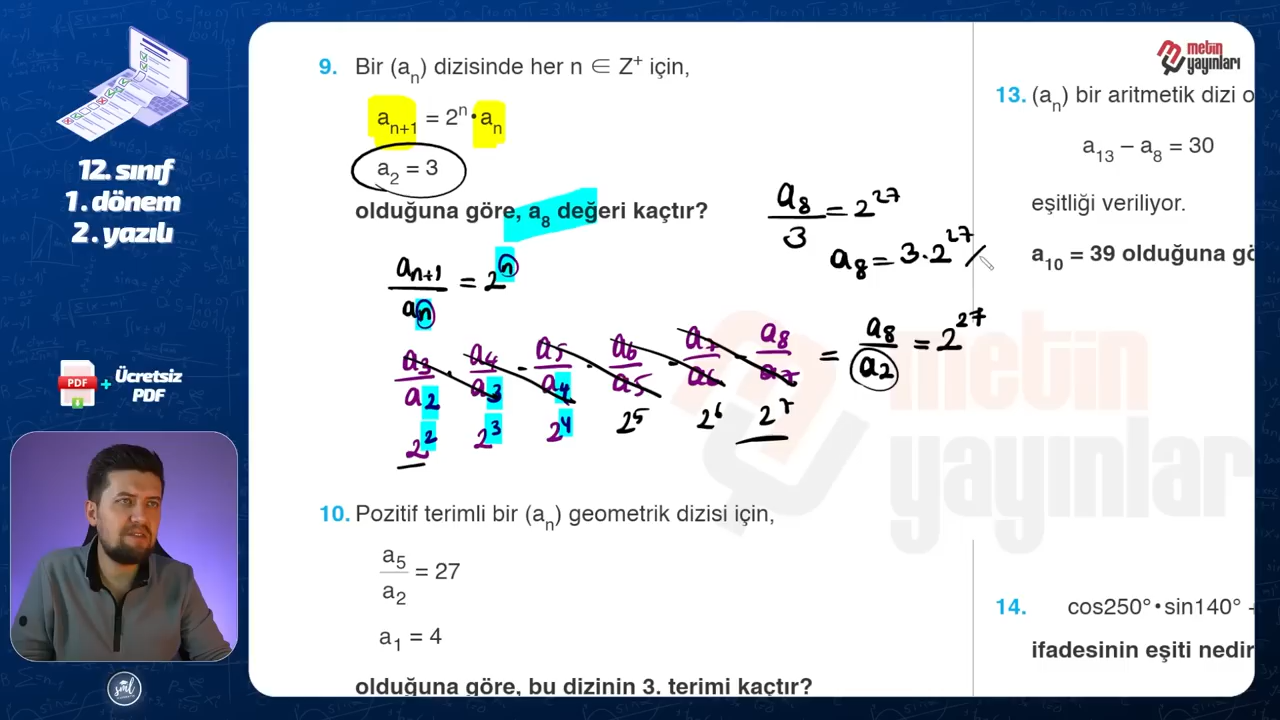 12. sınıf
1. dönem
2. yazılı
PDF + Ücretsiz PDF
sml
metin yayınları
9. Bir (aₙ) dizisinde her n ∈ Z⁺ için,
aₙ₊₁ = 2ⁿ · aₙ
a₂ = 3
olduğuna göre, a₈ değeri kaçtır?
aₙ₊₁ / aₙ = 2ⁿ
a₃/a₂ · a₄/a₃ · a₅/a₄ · a₆/a₅ · a₇/a₆ · a₈/a₇ = a₈/a₂ = 2²⁷
2² 2³ 2⁴ 2⁵ 2⁶ 2⁷
a₈/3 = 2²⁷
a₈ = 3.2²⁷
10. Pozitif terimli bir (aₙ) geometrik dizisi için,
a₅/a₂ = 27
a₁ = 4
olduğuna göre, bu dizinin 3. terimi kaçtır?
13. (aₙ) bir aritmetik dizi o
a₁₃ – a₈ = 30
eşitliği veriliyor.
a₁₀ = 39 olduğuna gö
14. cos250° · sin140° +
ifadesinin eşiti nedir
metin yayınlar